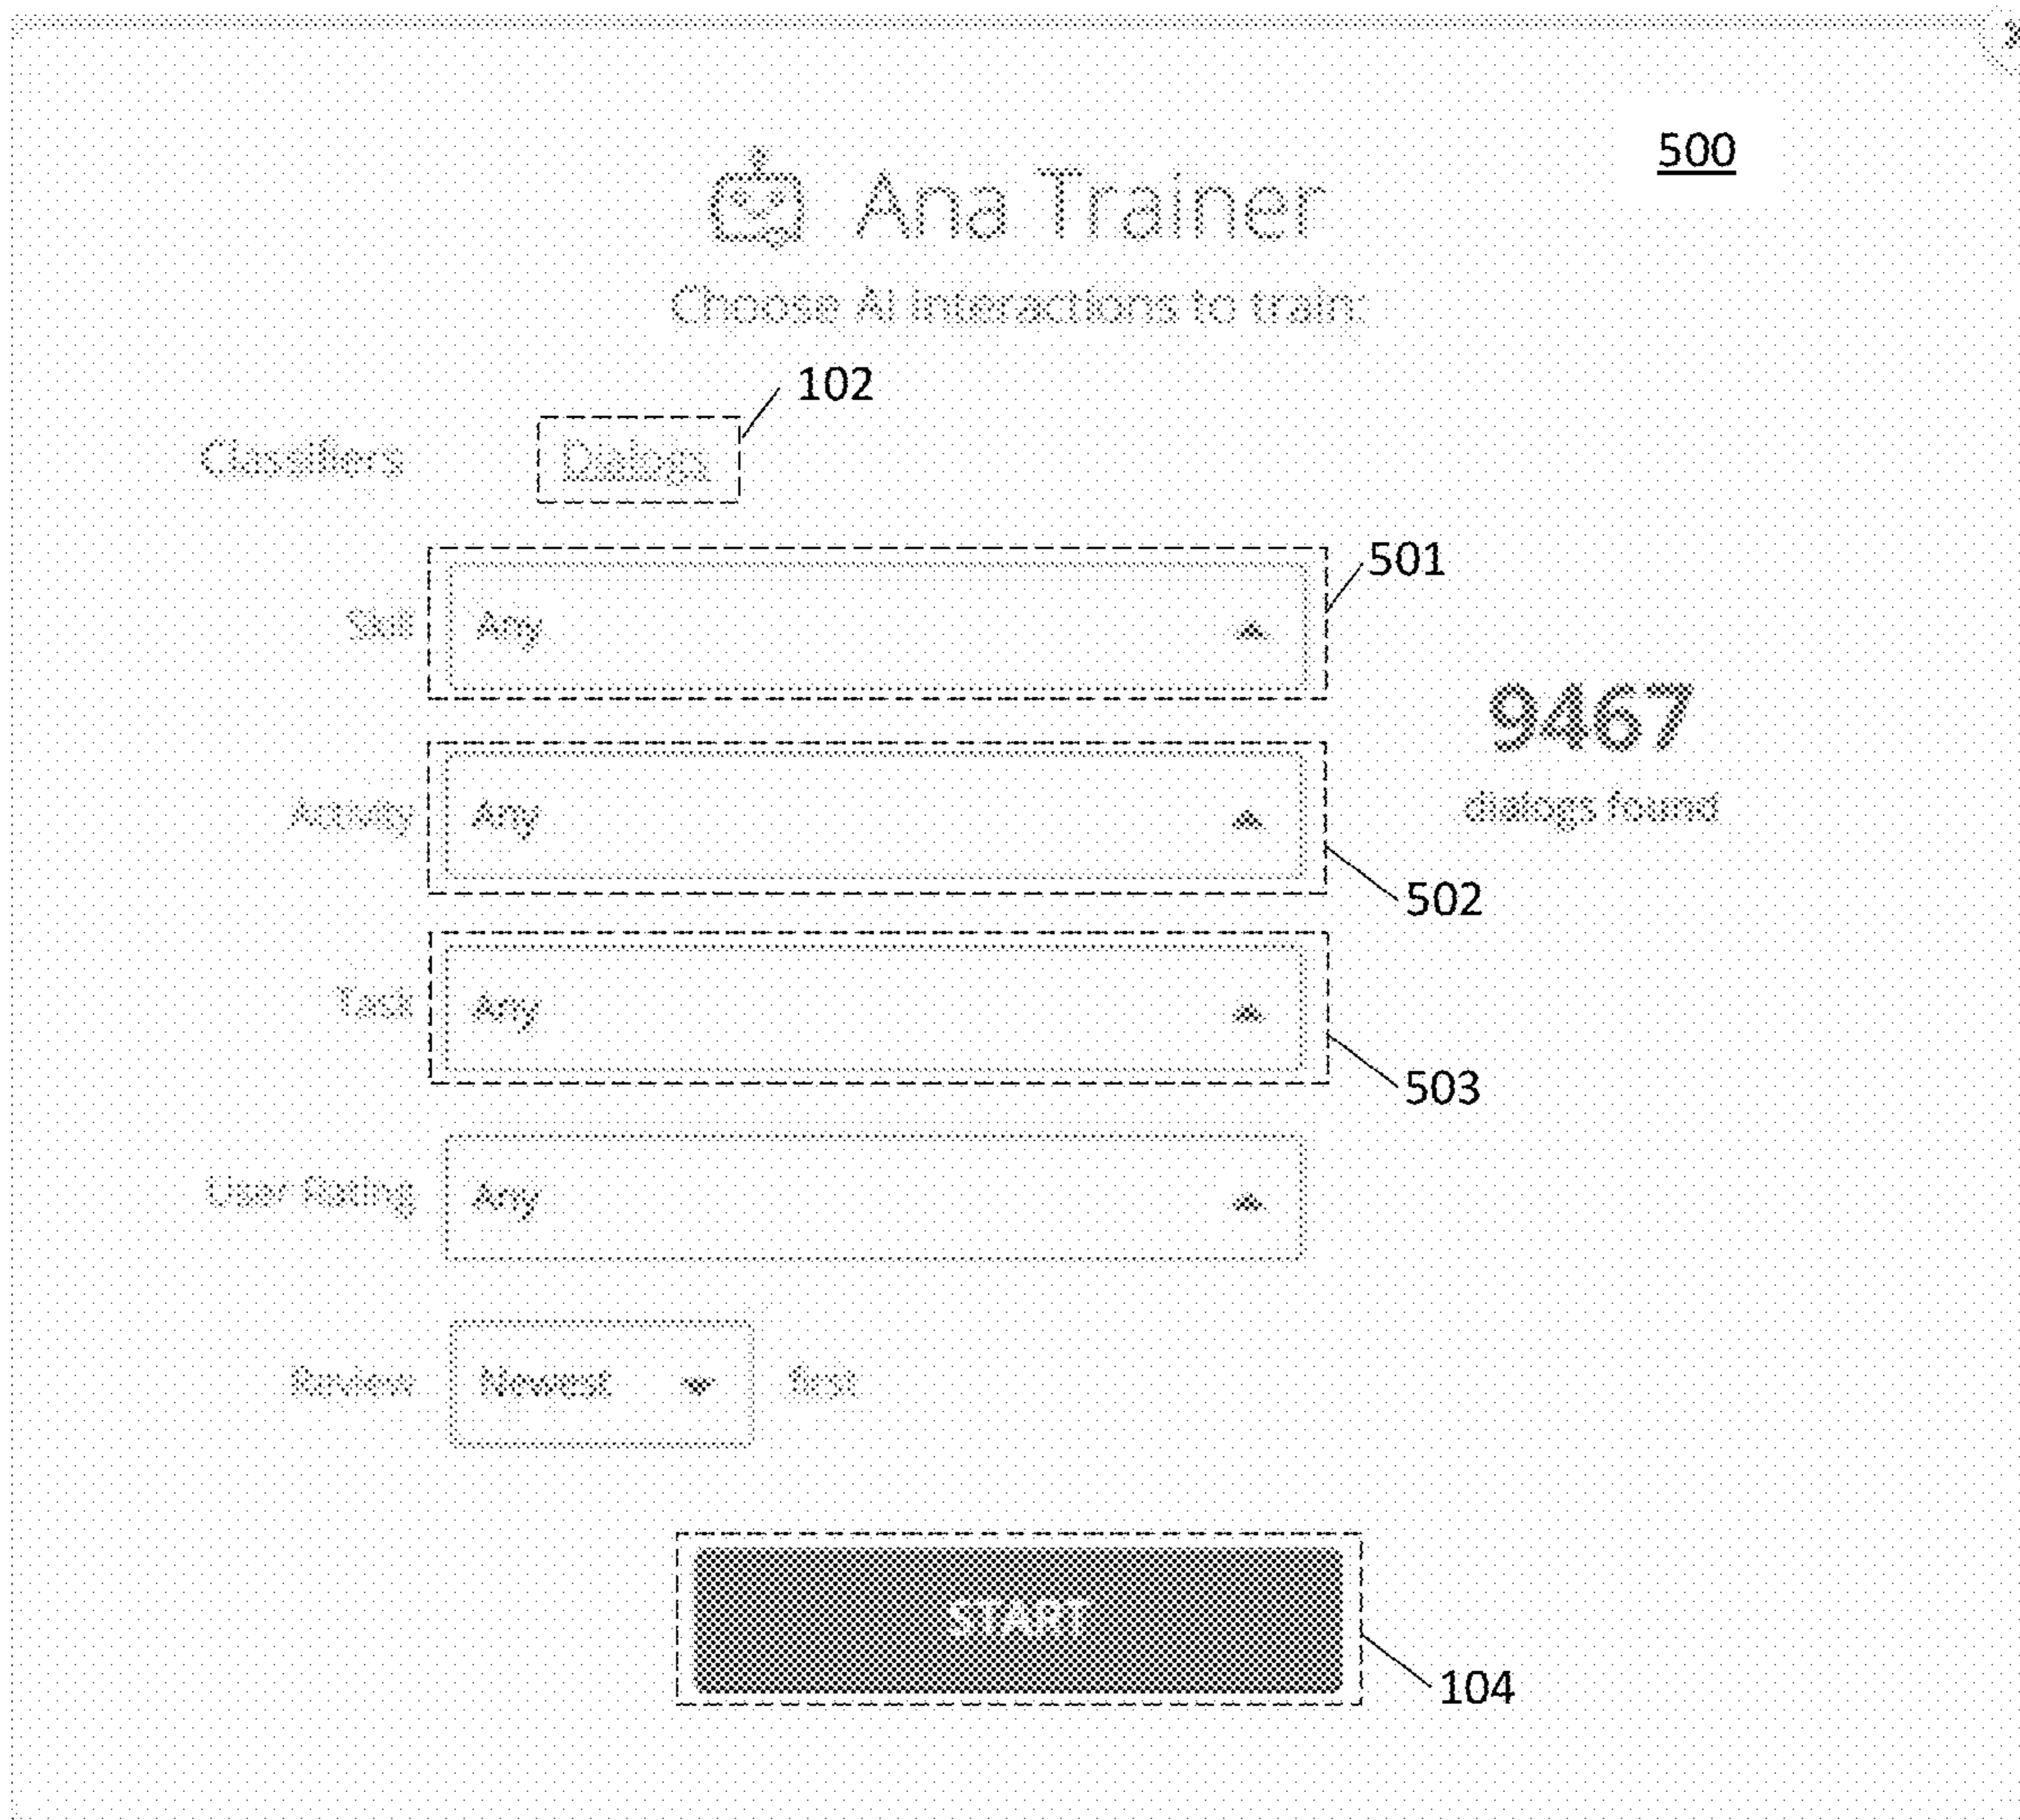 500
Ana Trainer
Choose AI interactions to train:
102
Classifiers Dialogs
501
Skill Any
9467
dialogs found
Activity Any
502
Task Any
503
User Rating Any
Review Newest first
START
104